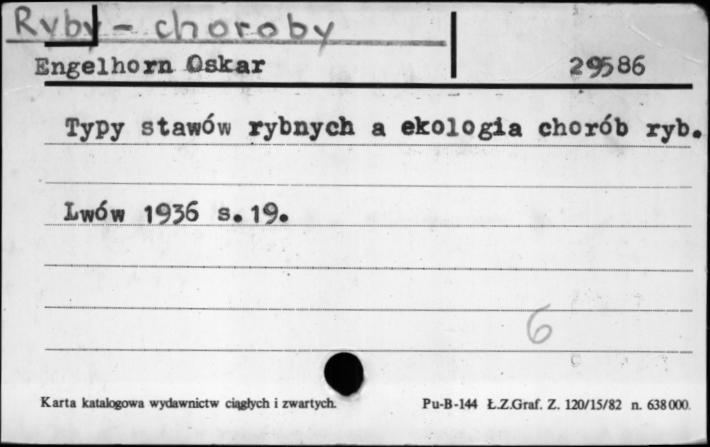 Ryby - choroby
Engelhorn Oskar 29586
Typy stawów rybnych a ekologia chorób ryb.
Lwów 1936 s.19.
6
Karta katalogowa wydawnictw ciągłych i zwartych. Pu-B-144 Ł.Z.Graf. Z. 120/15/82 n. 638000.